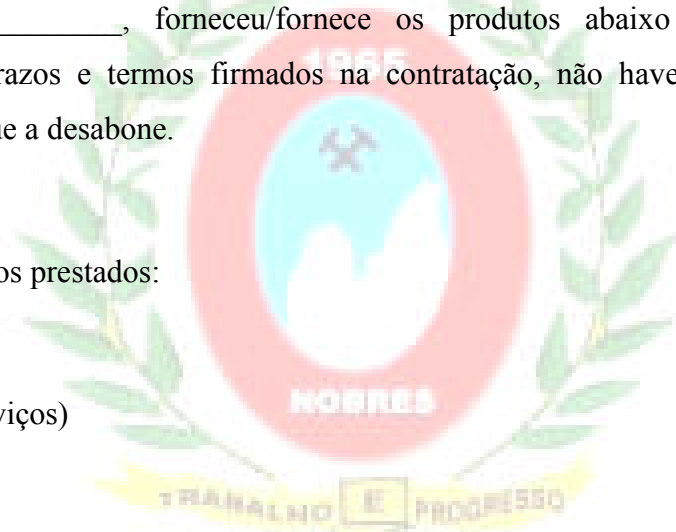 ________, forneceu/fornece os produtos abaixo
razos e termos firmados na contratação, não have
ue a desabone.
1965
os prestados:
NOBRES
viços)
TRABALHO E PROGRESSO